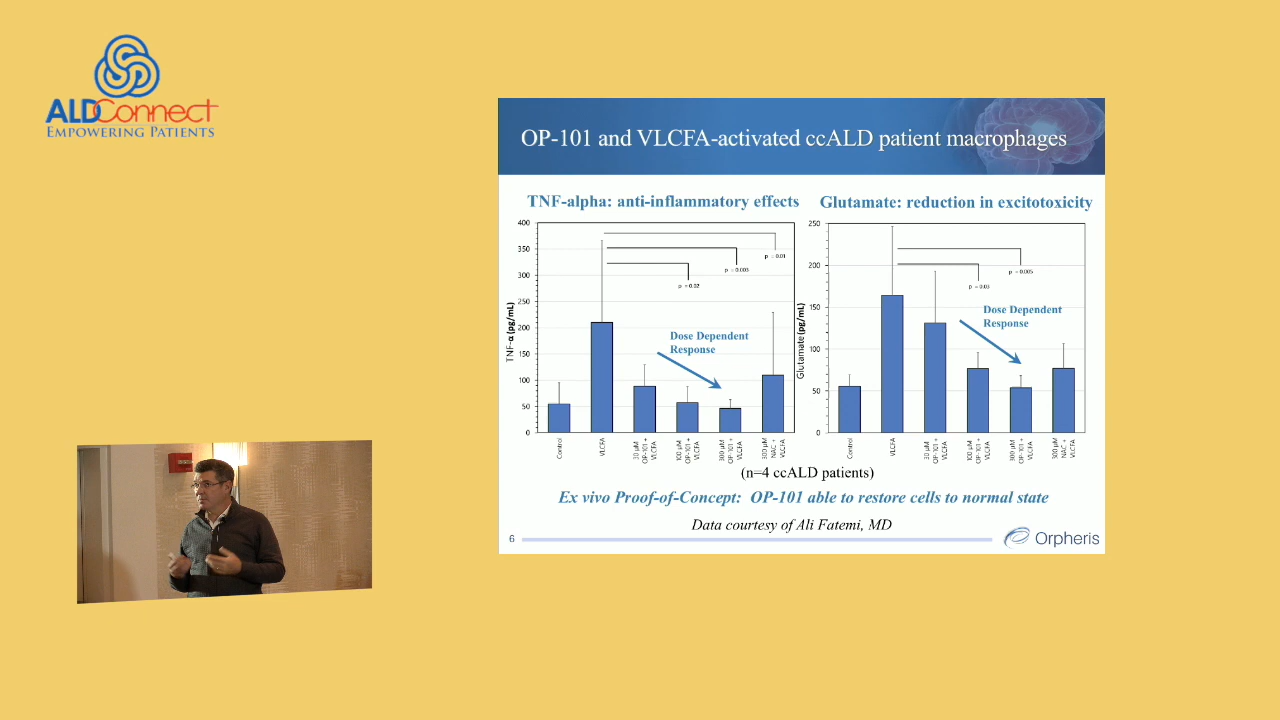 ALDConnect
EMPOWERING PATIENTS
OP-101 and VLCFA-activated ccALD patient macrophages
TNF-alpha: anti-inflammatory effects
400
350
300
250
200
150
100
50
0
TNF-α (pg/mL)
p = 0.02
p = 0.003
p = 0.01
Dose Dependent
Response
Control
VLCFA
OP-101 +
VLCFA
100 µM
OP-101 +
VLCFA
300 µM
OP-101 +
VLCFA
300 µM
NAC +
VLCFA
Glutamate: reduction in excitotoxicity
250
200
150
100
50
0
Glutamate (pg/mL)
p = 0.03
p = 0.005
Dose Dependent
Response
Control
VLCFA
30 µM
OP-101 +
VLCFA
100 µM
OP-101 +
VLCFA
300 µM
OP-101 +
VLCFA
300 µM
NAC +
VLCFA
(n=4 ccALD patients)
Ex vivo Proof-of-Concept: OP-101 able to restore cells to normal state
Data courtesy of Ali Fatemi, MD
6
Orpheris